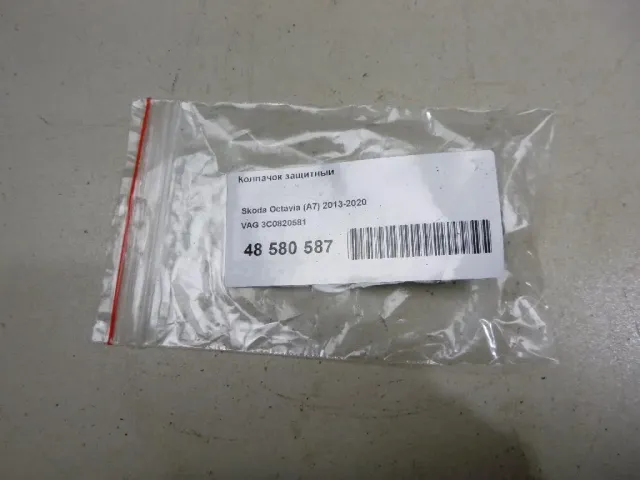 Колпачок защитный
Skoda Octavia (A7) 2013-2020
VAG 3C0820581
48 580 587